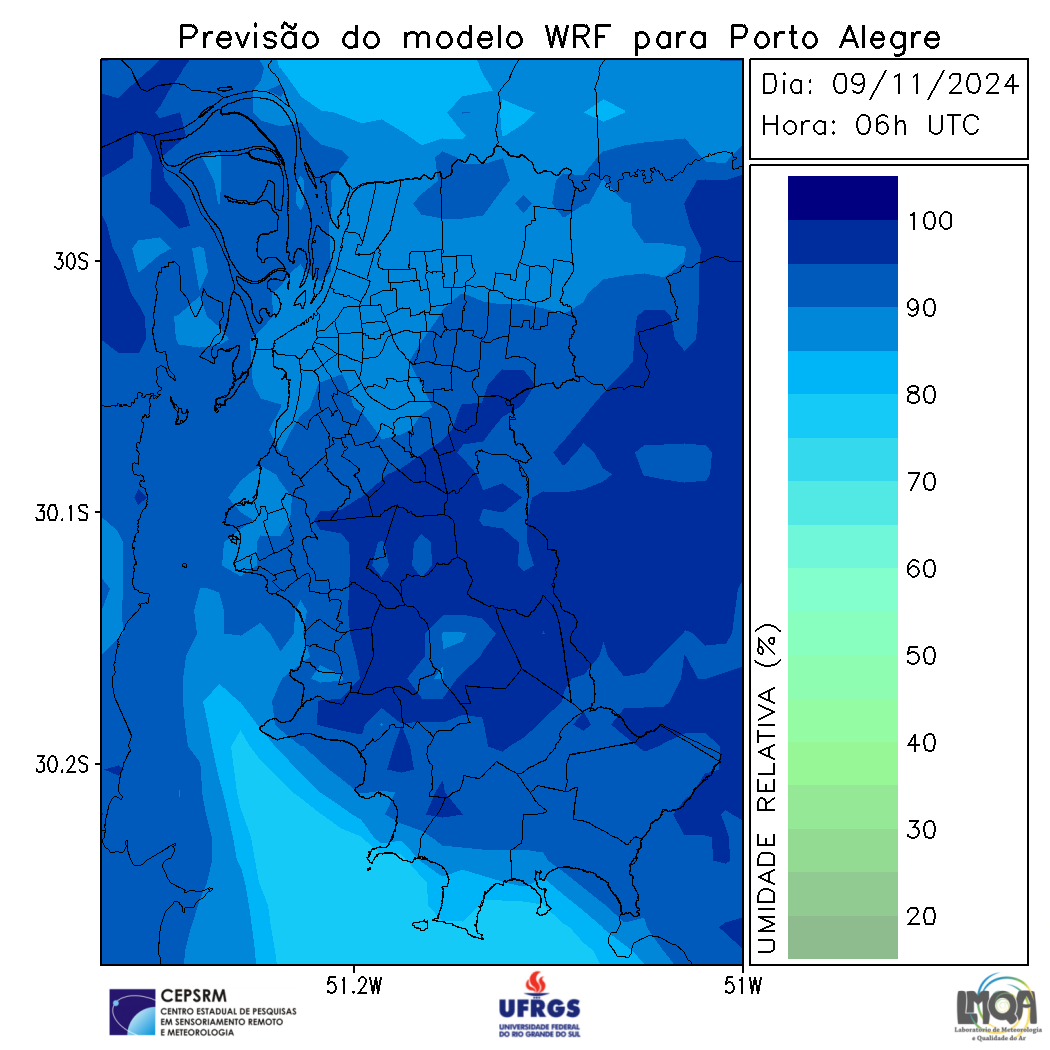 Previsão do modelo WRF para Porto Alegre
Dia: 09/11/2024
Hora: 06h UTC
30S
30.1S
30.2S
51.2W
51W
100
90
80
70
60
50
40
30
20
UMIDADE RELATIVA (%)
CEPSRM
CENTRO ESTADUAL DE PESQUISAS
EM SENSORIAMENTO REMOTO
E METEOROLOGIA
UFRGS
UNIVERSIDADE FEDERAL
DO RIO GRANDE DO SUL
LMQA
Laboratório de Meteorologia
e Qualidade do Ar